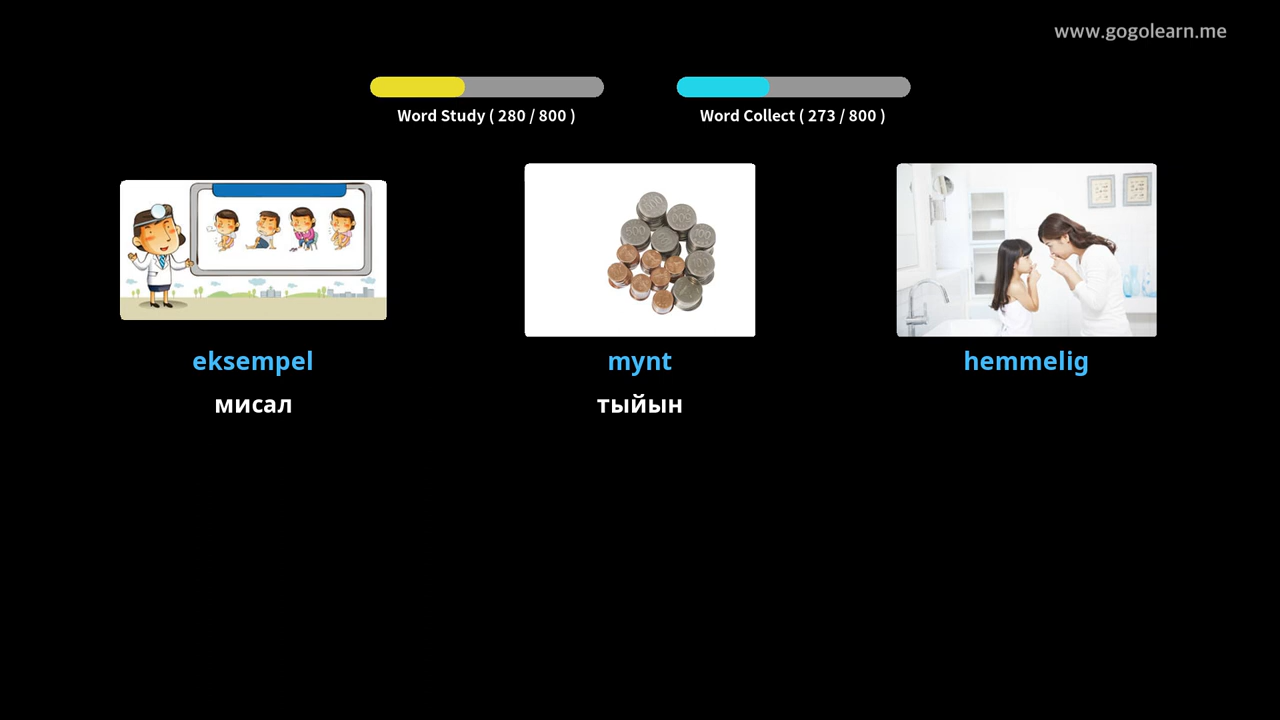 www.gogolearn.me
Word Study ( 280 / 800 )
Word Collect ( 273 / 800 )
eksempel
мисал
mynt
тыйын
hemmelig